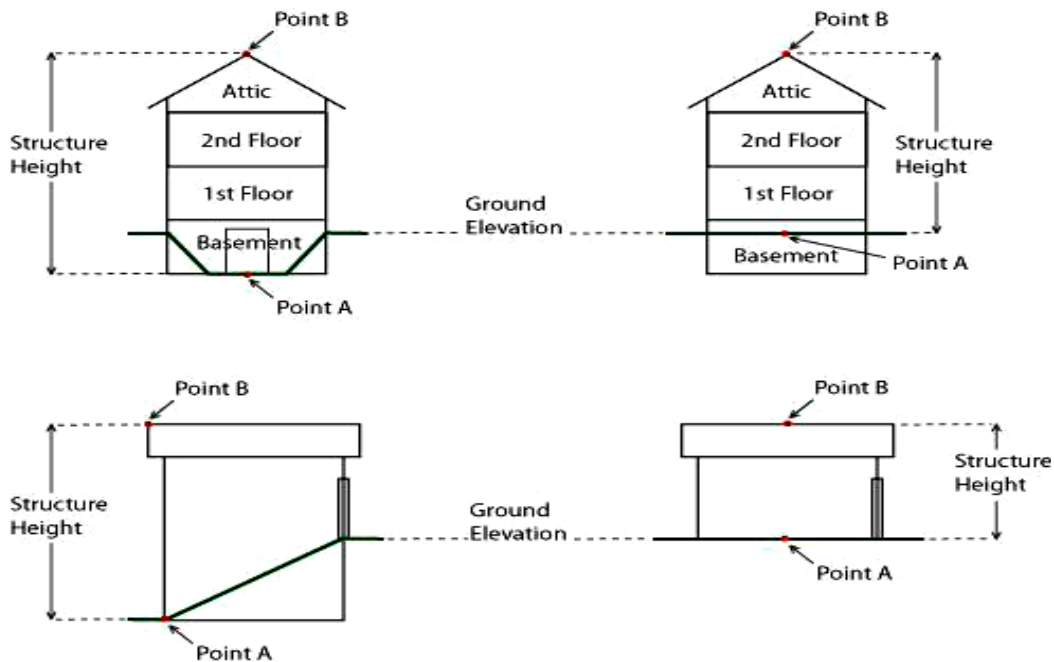 Point B
Attic
2nd Floor
1st Floor
Basement
Structure
Height
Point A
Ground
Elevation
Point B
Attic
2nd Floor
1st Floor
Basement
Structure
Height
Point A
Point B
Structure
Height
Point A
Ground
Elevation
Point B
Structure
Height
Point A